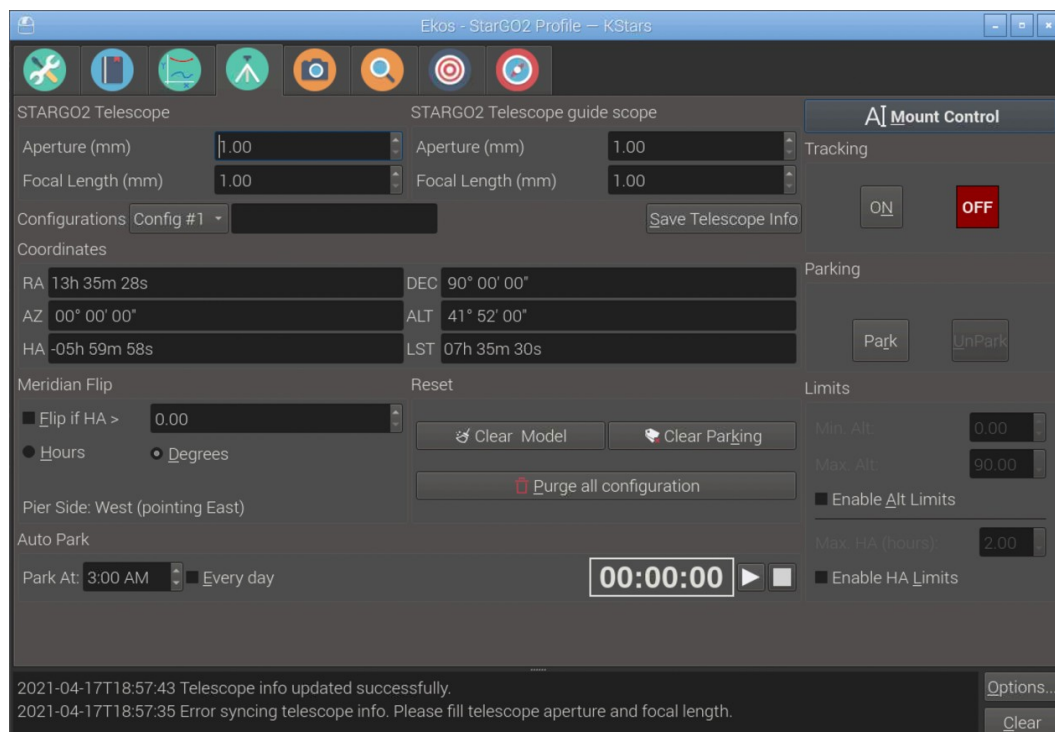 Ekos - StarGO2 Profile — KStars
STARGO2 Telescope
Aperture (mm) 1.00
Focal Length (mm) 1.00
STARGO2 Telescope guide scope
Aperture (mm) 1.00
Focal Length (mm) 1.00
Configurations Config #1
Save Telescope Info
Coordinates
RA 13h 35m 28s DEC 90° 00' 00"
AZ 00° 00' 00" ALT 41° 52' 00"
HA -05h 59m 58s LST 07h 35m 30s
Meridian Flip
Flip if HA > 0.00
Hours Degrees
Pier Side: West (pointing East)
Reset
Clear Model Clear Parking
Purge all configuration
Auto Park
Park At: 3:00 AM Every day
00:00:00
Mount Control
Tracking
ON OFF
Parking
Park UnPark
Limits
Min. Alt: 0.00
Max. Alt: 90.00
Enable Alt Limits
Max. HA (hours): 2.00
Enable HA Limits
2021-04-17T18:57:43 Telescope info updated successfully.
2021-04-17T18:57:35 Error syncing telescope info. Please fill telescope aperture and focal length.
Options...
Clear